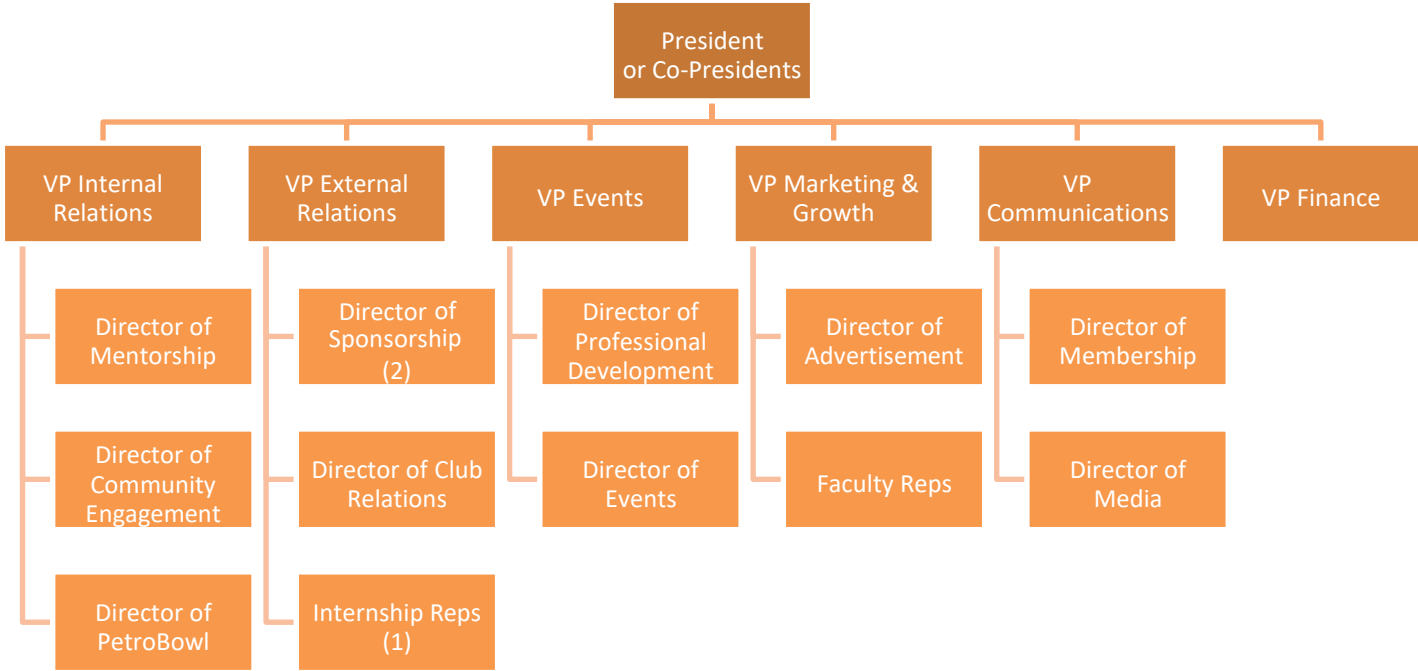 President
or Co-Presidents
VP Internal
Relations
VP External
Relations
VP Events
VP Marketing &
Growth
VP
Communications
VP Finance
Director of
Mentorship
Director of
Sponsorship
(2)
Director of
Professional
Development
Director of
Advertisement
Director of
Membership
Director of
Community
Engagement
Director of Club
Relations
Director of
Events
Faculty Reps
Director of
Media
Director of
PetroBowl
Internship Reps
(1)